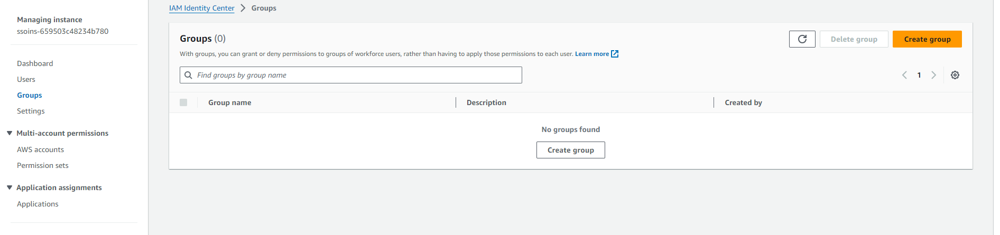 Managing instance
ssoins-659503c48234b780
Dashboard
Users
Groups
Settings
Multi-account permissions
AWS accounts
Permission sets
Application assignments
Applications
IAM Identity Center > Groups
Groups (0)
Delete group
Create group
With groups, you can grant or deny permissions to groups of workforce users, rather than having to apply those permissions to each user. Learn more
Find groups by group name
1
Group name
Description
Created by
No groups found
Create group